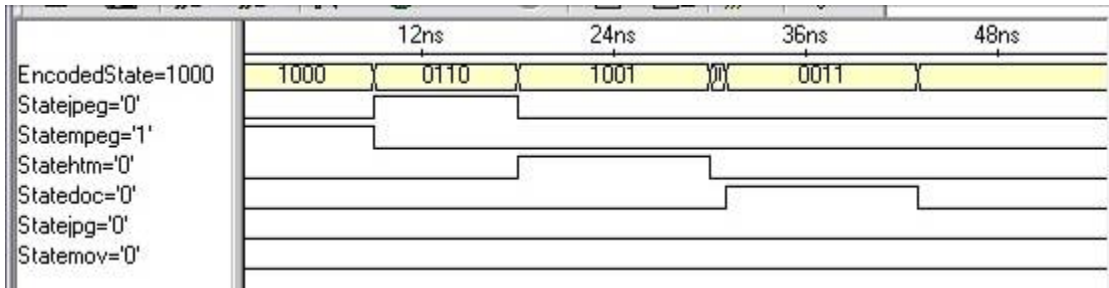 12ns 24ns 36ns 48ns
EncodedState=1000 1000 0110 1001 0011
Statejpeg='0'
Statempeg='1'
Statehtm='0'
Statedoc='0'
Statejpg='0'
Statemov='0'